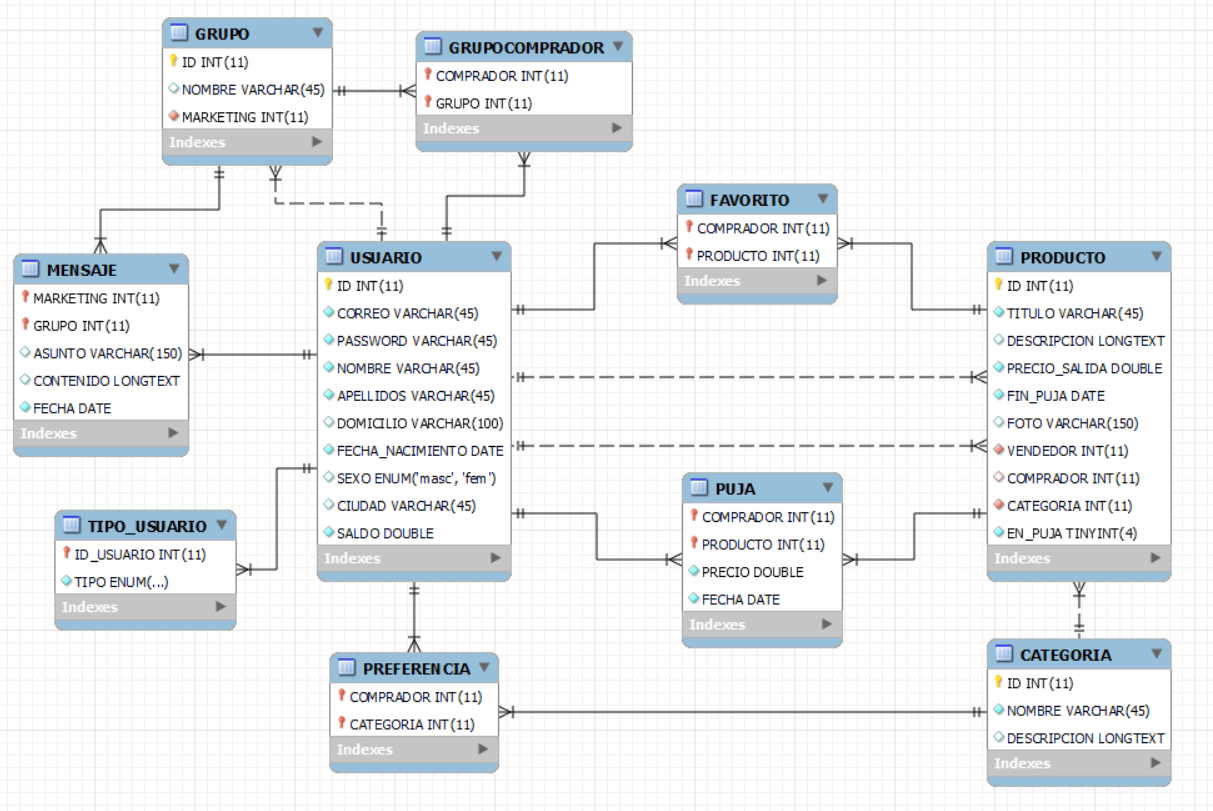 GRUPO
ID INT(11)
NOMBRE VARCHAR(45)
MARKETING INT(11)
Indexes
GRUPOCOMPRADOR
COMPRADOR INT(11)
GRUPO INT(11)
Indexes
FAVORITO
COMPRADOR INT(11)
PRODUCTO INT(11)
Indexes
MENSAJE
MARKETING INT(11)
GRUPO INT(11)
ASUNTO VARCHAR(150)
CONTENIDO LONGTEXT
FECHA DATE
Indexes
USUARIO
ID INT(11)
CORREO VARCHAR(45)
PASSWORD VARCHAR(45)
NOMBRE VARCHAR(45)
APELLIDOS VARCHAR(45)
DOMICILIO VARCHAR(100)
FECHA_NACIMIENTO DATE
SEXO ENUM('masc', 'fem')
CIUDAD VARCHAR(45)
SALDO DOUBLE
Indexes
PRODUCTO
ID INT(11)
TITULO VARCHAR(45)
DESCRIPCION LONGTEXT
PRECIO_SALIDA DOUBLE
FIN_PUJA DATE
FOTO VARCHAR(150)
VENDEDOR INT(11)
COMPRADOR INT(11)
CATEGORIA INT(11)
EN_PUJA TINYINT(4)
Indexes
TIPO_USUARIO
ID_USUARIO INT(11)
TIPO ENUM(...)
Indexes
PUJA
COMPRADOR INT(11)
PRODUCTO INT(11)
PRECIO DOUBLE
FECHA DATE
Indexes
PREFERENCIA
COMPRADOR INT(11)
CATEGORIA INT(11)
Indexes
CATEGORIA
ID INT(11)
NOMBRE VARCHAR(45)
DESCRIPCION LONGTEXT
Indexes